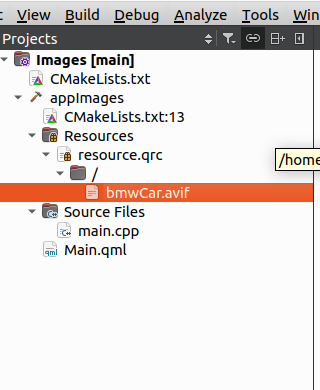 View Build Debug Analyze Tools Win
Projects
Images [main]
CMakeLists.txt
appImages
CMakeLists.txt:13
Resources
resource.qrc
/
/home
bmwCar.avif
Source Files
main.cpp
Main.qml